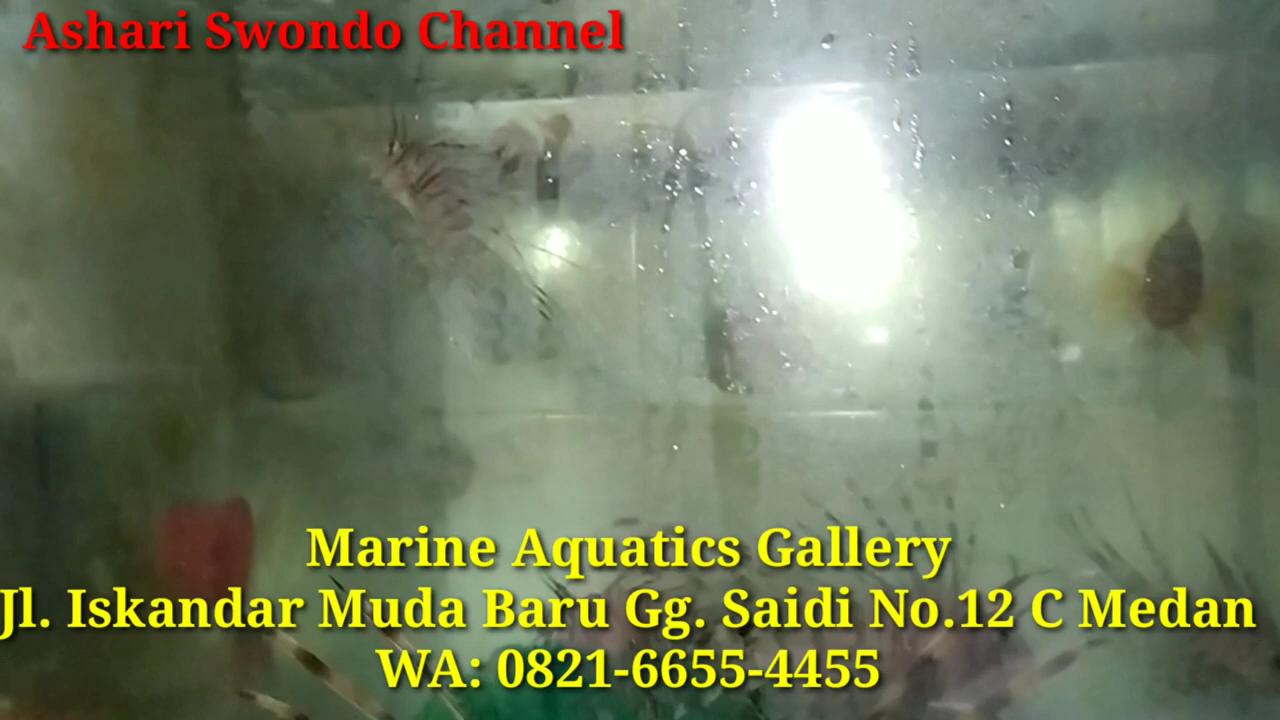 Ashari Swondo Channel
Marine Aquatics Gallery
Jl. Iskandar Muda Baru Gg. Saidi No.12 C Medan
WA: 0821-6655-4455